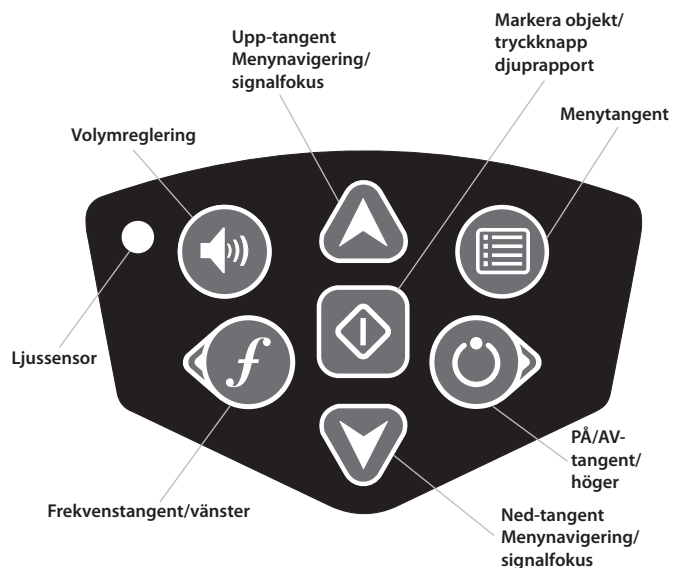 Markera objekt/
tryckknapp
djuprapport
Upp-tangent
Menynavigering/
signalfokus
Menytangent
Volymreglering
f
Ljussensor
PÅ/AV-
tangent/
höger
Frekvenstangent/vänster
Ned-tangent
Menynavigering/
signalfokus